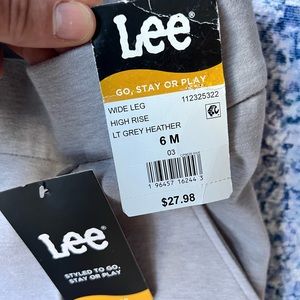 Lee
GO, STAY OR PLAY
WIDE LEG 112325322
HIGH RISE
LT GREY HEATHER
6 M
03
1 96457 16244 3
$27.98
Lee
STYLED TO GO,
STAY OR PLAY